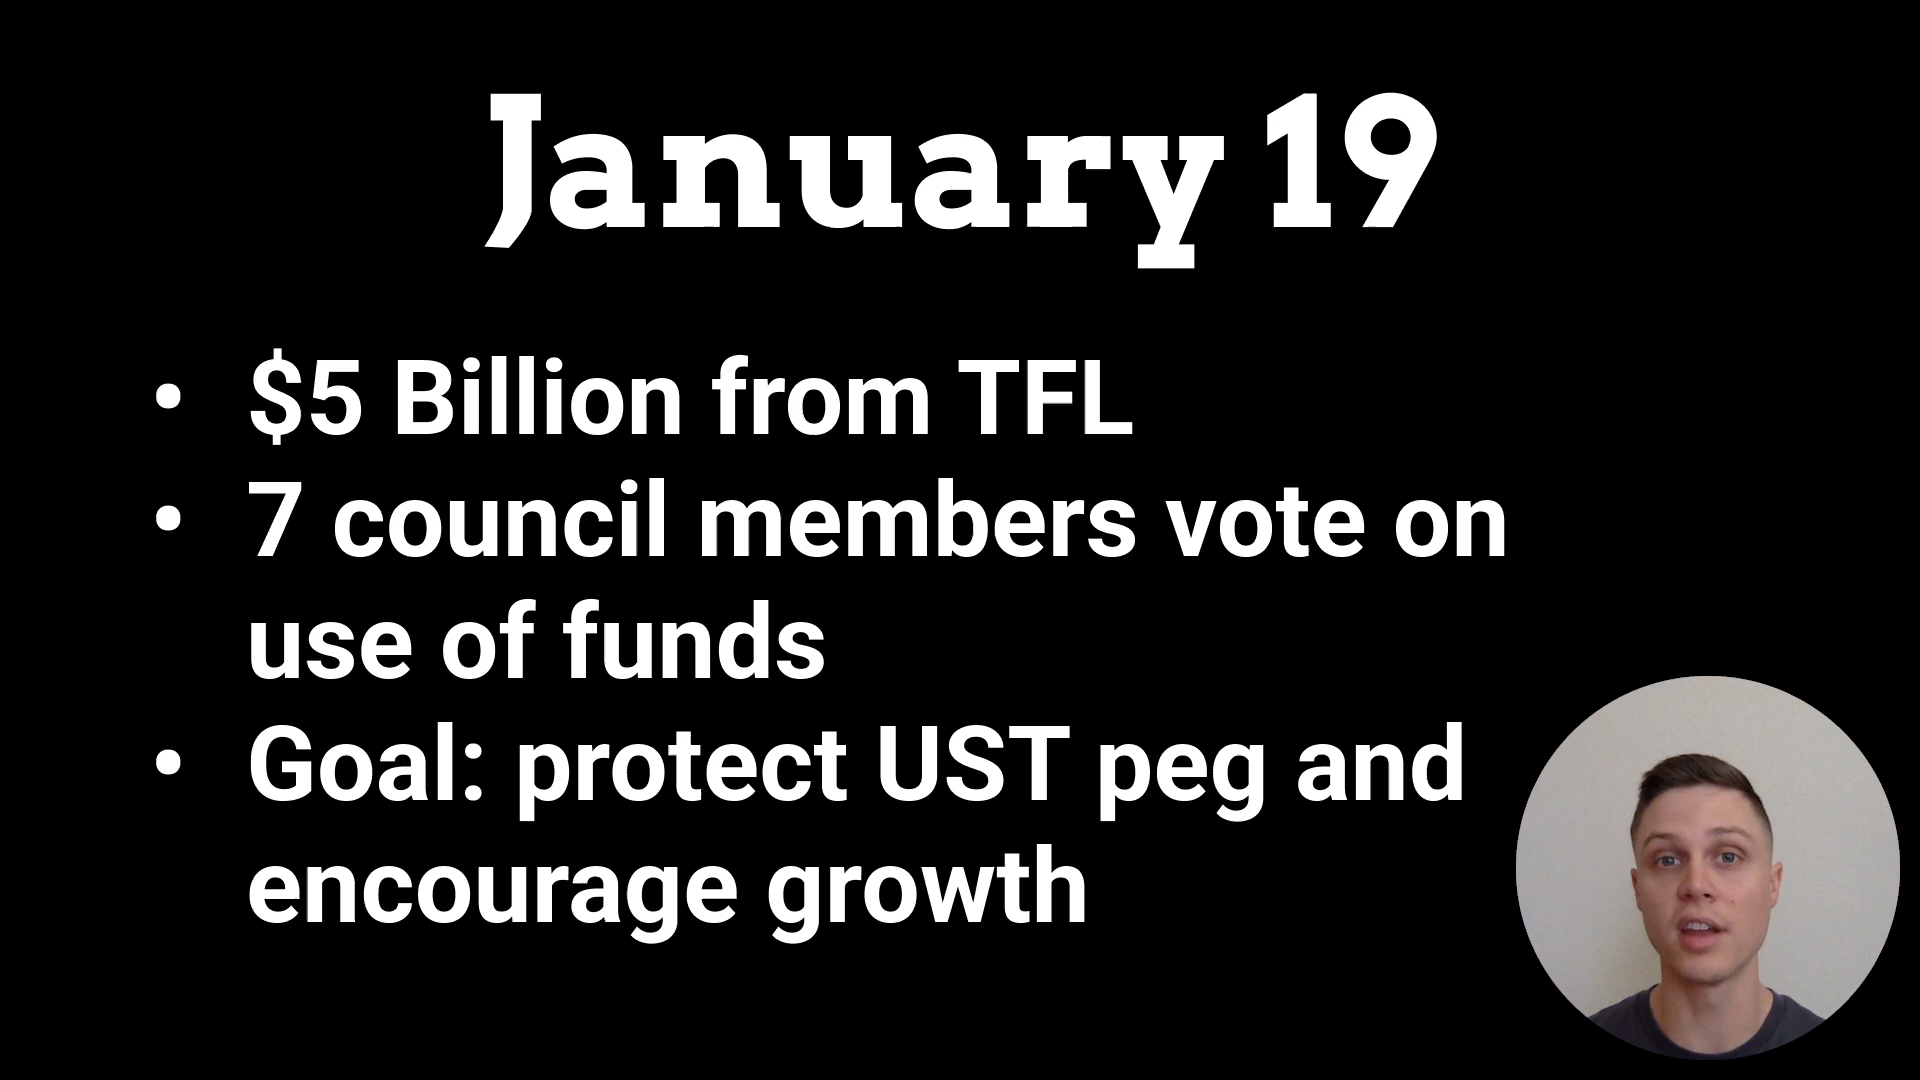 January 19
• $5 Billion from TFL
• 7 council members vote on
use of funds
• Goal: protect UST peg and
encourage growth